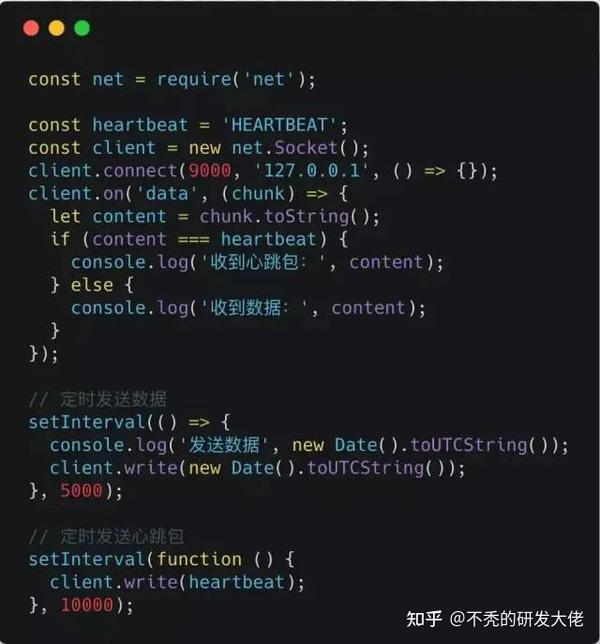 const net = require('net');

const heartbeat = 'HEARTBEAT';
const client = new net.Socket();
client.connect(9000, '127.0.0.1', () => {});
client.on('data', (chunk) => {
  let content = chunk.toString();
  if (content === heartbeat) {
    console.log('收到心跳包：', content);
  } else {
    console.log('收到数据：', content);
  }
});

// 定时发送数据
setInterval(() => {
  console.log('发送数据', new Date().toUTCString());
  client.write(new Date().toUTCString());
}, 5000);

// 定时发送心跳包
setInterval(function () {
  client.write(heartbeat);
}, 10000);
知乎 @不秃的研发大佬